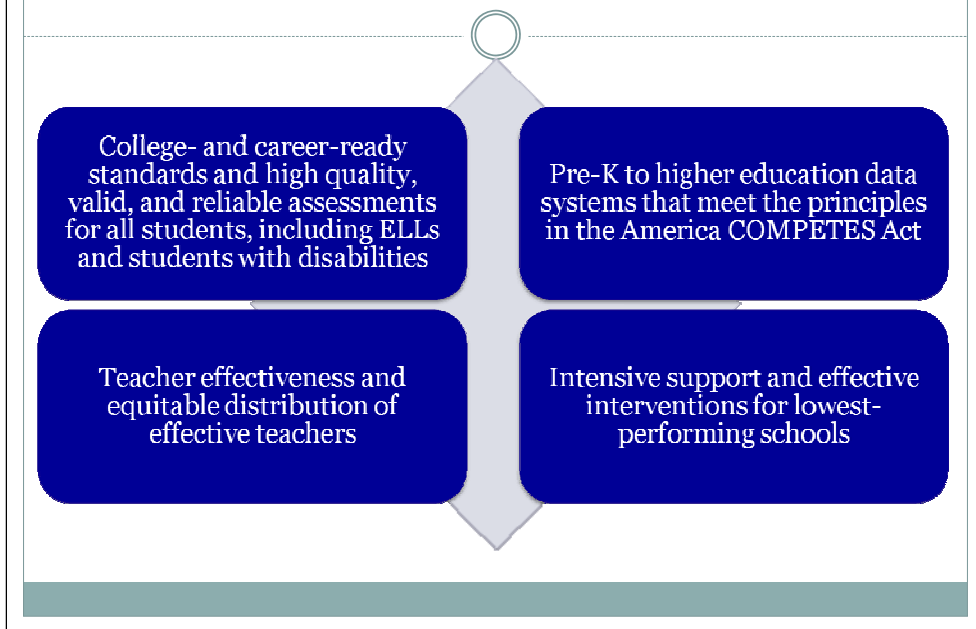 College- and career-ready
standards and high quality,
valid, and reliable assessments
for all students, including ELLs
and students with disabilities
Pre-K to higher education data
systems that meet the principles
in the America COMPETES Act
Teacher effectiveness and
equitable distribution of
effective teachers
Intensive support and effective
interventions for lowest-
performing schools